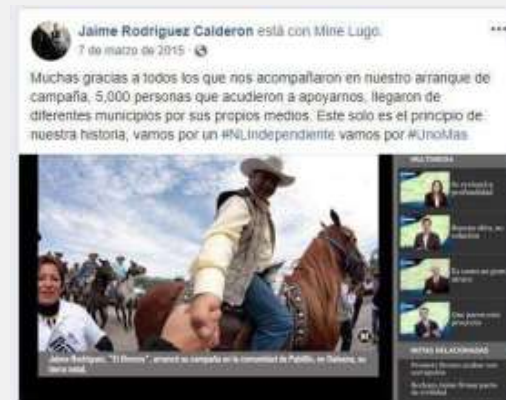 Jaime Rodríguez Calderon está con Mine Lugo.
7 de marzo de 2015
Muchas gracias a todos los que nos acompañaron en nuestro arranque de
campaña, 5,000 personas que acudieron a apoyarnos, llegaron de
diferentes municipios por sus propios medios. Este solo es el principio de
nuestra historia, vamos por un #NLIndependiente vamos por #UnoMas
MULTIMEDIA
Jaime Rodríguez, "El Bronco", arrancó su campaña en la comunidad de Pablillo, en Galeana, su
tierra natal.
NOTAS RELACIONADAS